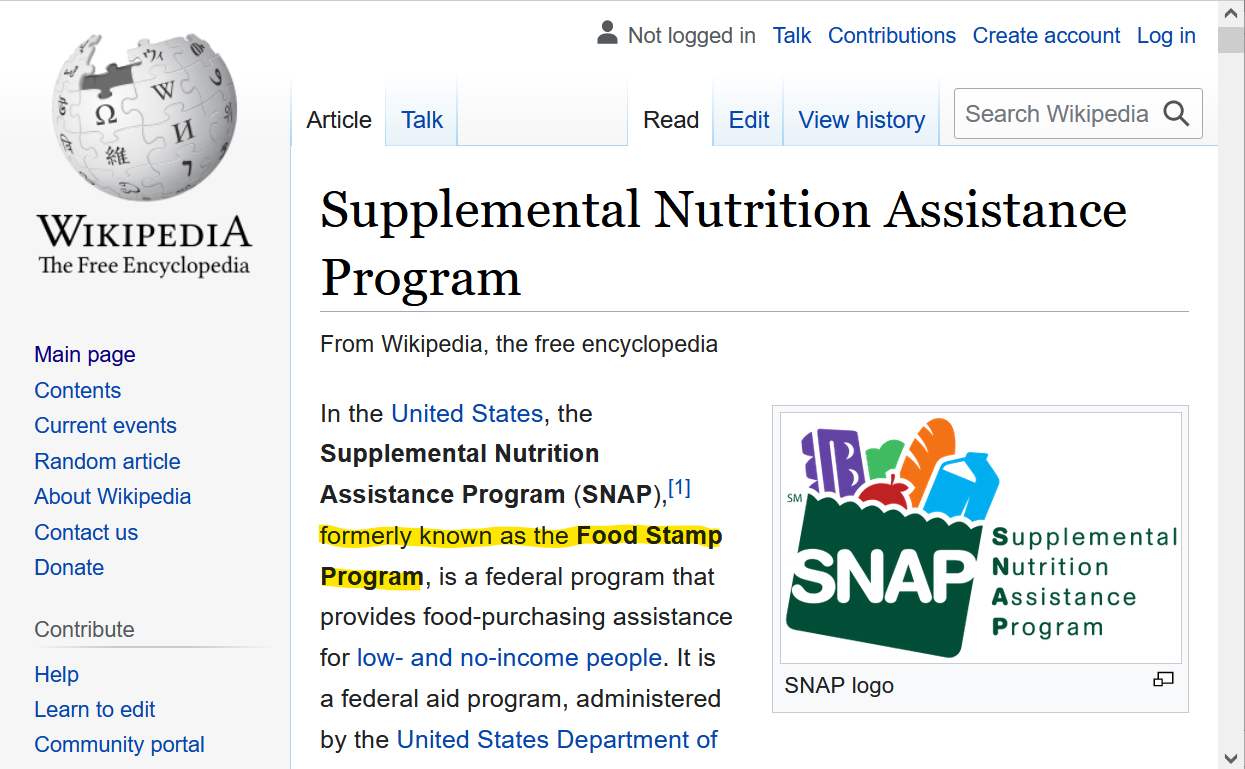 Not logged in Talk Contributions Create account Log in
Article Talk Read Edit View history Search Wikipedia
WIKIPEDIA
The Free Encyclopedia
Main page
Contents
Current events
Random article
About Wikipedia
Contact us
Donate
Contribute
Help
Learn to edit
Community portal
Supplemental Nutrition Assistance
Program
From Wikipedia, the free encyclopedia
In the United States, the
Supplemental Nutrition
Assistance Program (SNAP),[1]
formerly known as the Food Stamp
Program, is a federal program that
provides food-purchasing assistance
for low- and no-income people. It is
a federal aid program, administered
by the United States Department of
SM
SNAP
Supplemental
Nutrition
Assistance
Program
SNAP logo